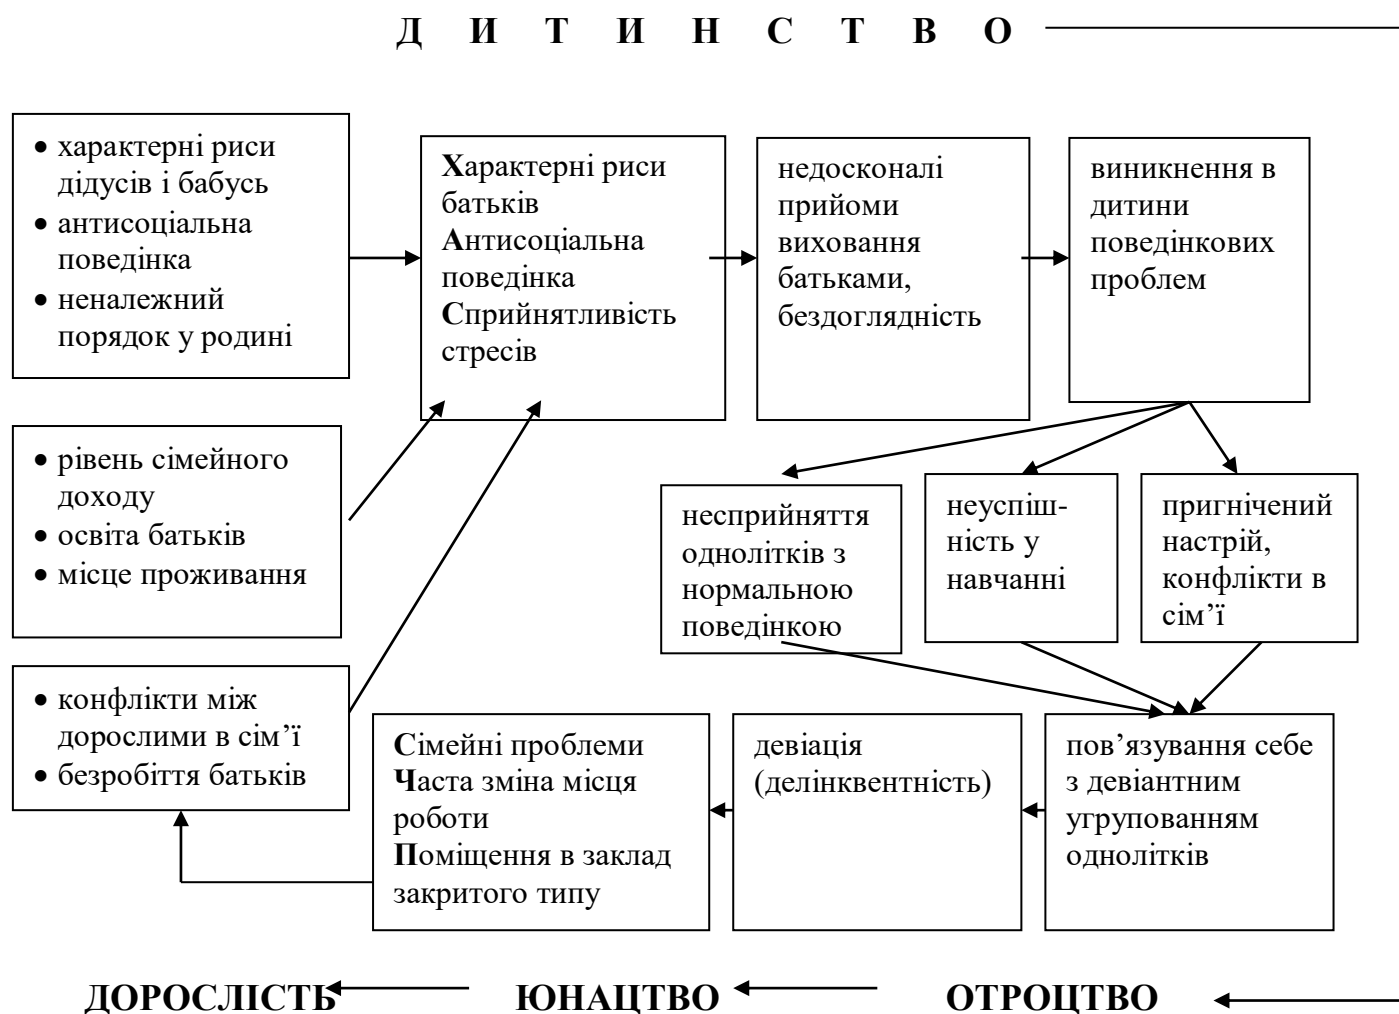 Д И Т И Н С Т В О
• характерні риси
дідусів і бабусь
• антисоціальна
поведінка
• неналежний
порядок у родині
Характерні риси
батьків
Антисоціальна
поведінка
Сприйнятливість
стресів
недосконалі
прийоми
виховання
батьками,
бездоглядність
виникнення в
дитини
поведінкових
проблем
• рівень сімейного
доходу
• освіта батьків
• місце проживання
несприйняття
однолітків з
нормальною
поведінкою
неуспіш-
ність у
навчанні
пригнічений
настрій,
конфлікти в
сім’ї
• конфлікти між
дорослими в сім’ї
• безробіття батьків
Сімейні проблеми
Часта зміна місця
роботи
Поміщення в заклад
закритого типу
девіація
(делінквентність)
пов’язування себе
з девіантним
угрупованням
однолітків
ДОРОСЛІСТЬ ЮНАЦТВО ОТРОЦТВО